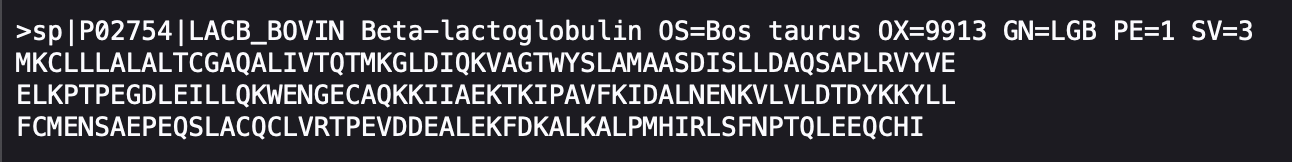 >sp|P02754|LACB_BOVIN Beta-lactoglobulin OS=Bos taurus OX=9913 GN=LGB PE=1 SV=3
MKCLLLALALTCGAQALIVTQTMKGLDIQKVAGTWYSLAMAASDISLLDAQSAPLRVYVE
ELKPTPEGDLEILLQKWENGECAQKKIIAEKTKIPAVFKIDALNENKVLVLDTDYKKYLL
FCMENSAEPEQSLACQCLVRTPEVDDEALEKFDKALKALPMHIRLSFNPTQLEEQCHI